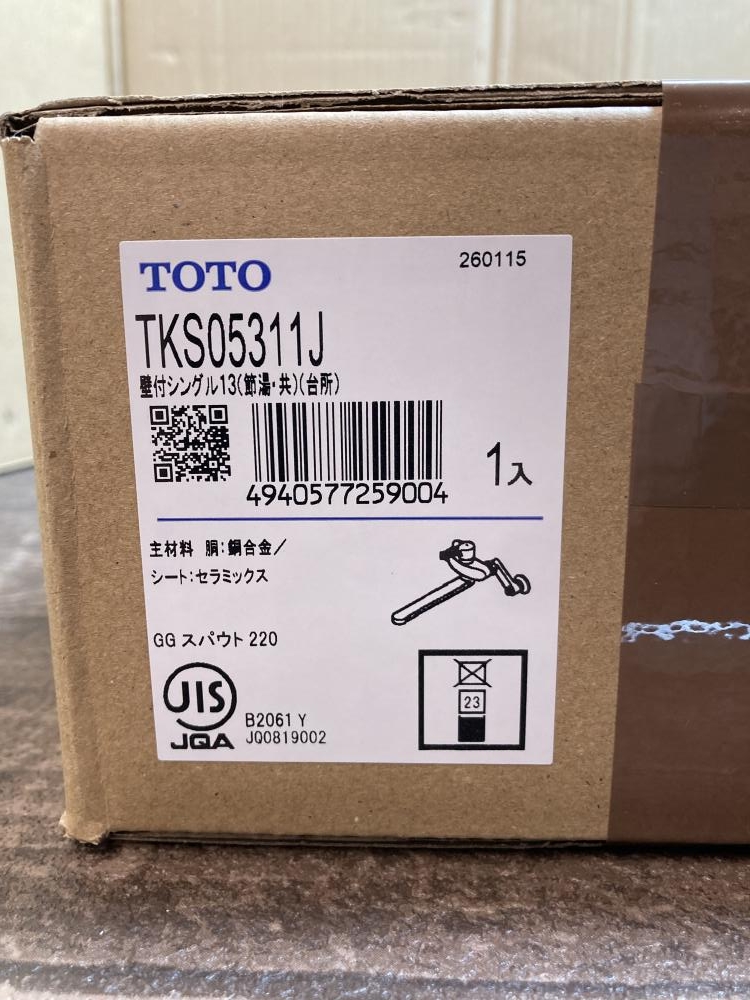 TOTO
260115
TKS05311J
壁付シングル13(節湯・共)(台所)
4940577259004
1入
主材料 胴:銅合金/
シート:セラミックス
GG スパウト 220
JIS
JQA
B2061 Y
JQ0819002
23